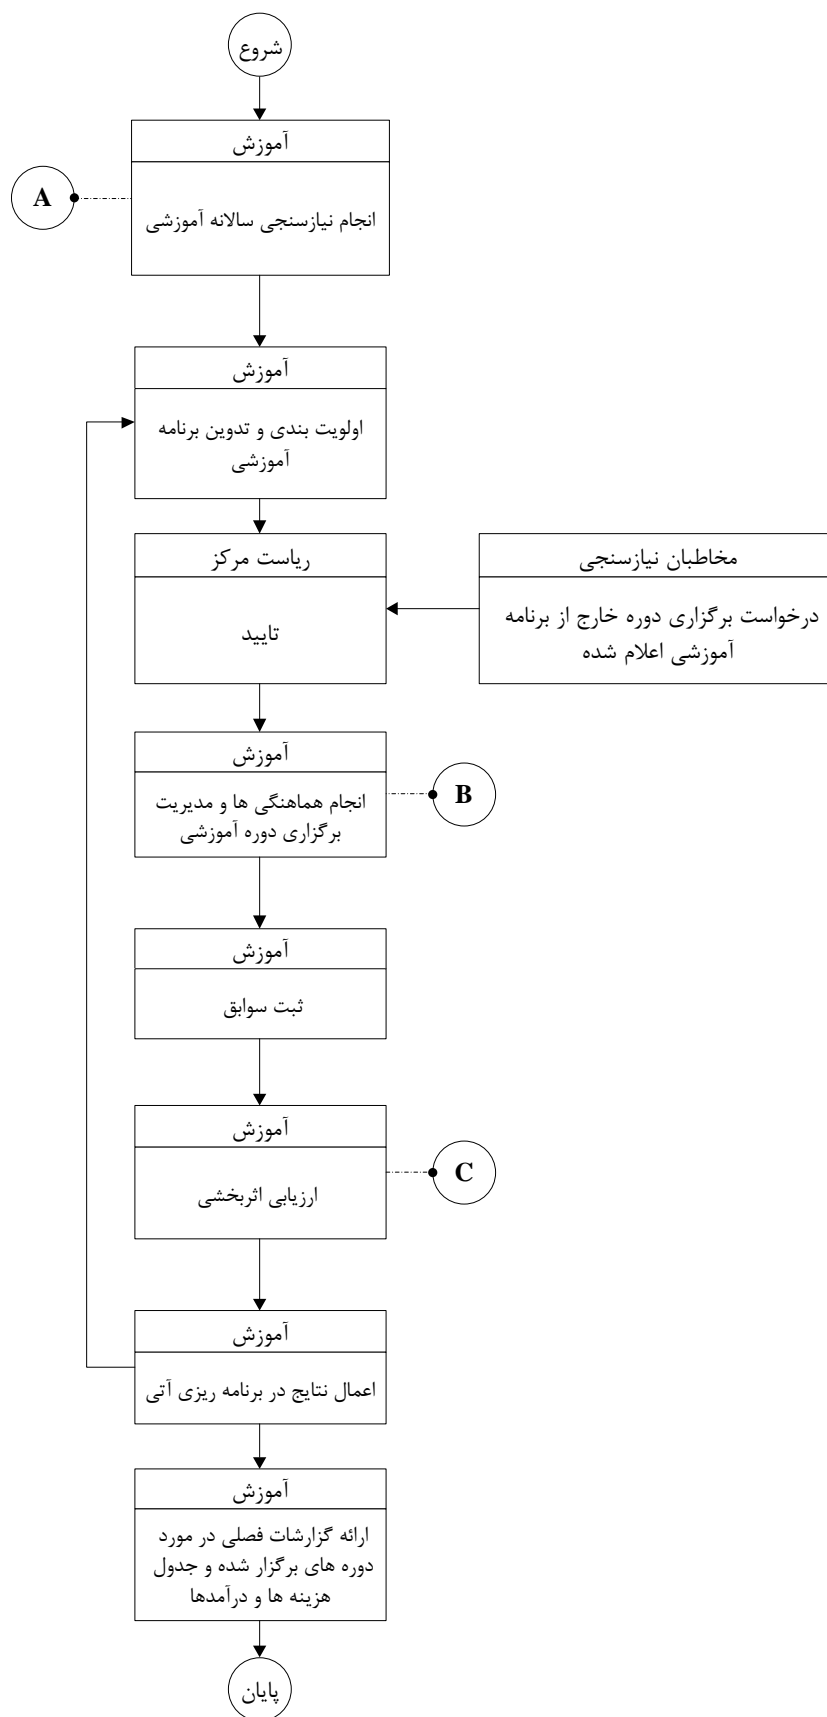 شروع
آموزش
A
انجام نیازسنجی سالانه آموزشی
آموزش
اولویت بندی و تدوین برنامه
آموزشی
ریاست مرکز
تایید
مخاطبان نیازسنجی
درخواست برگزاری دوره خارج از برنامه
آموزشی اعلام شده
آموزش
انجام هماهنگی ها و مدیریت
برگزاری دوره آموزشی
B
آموزش
ثبت سوابق
آموزش
ارزیابی اثربخشی
C
آموزش
اعمال نتایج در برنامه ریزی آتی
آموزش
ارائه گزارشات فصلی در مورد
دوره های برگزار شده و جدول
هزینه ها و درآمدها
پایان